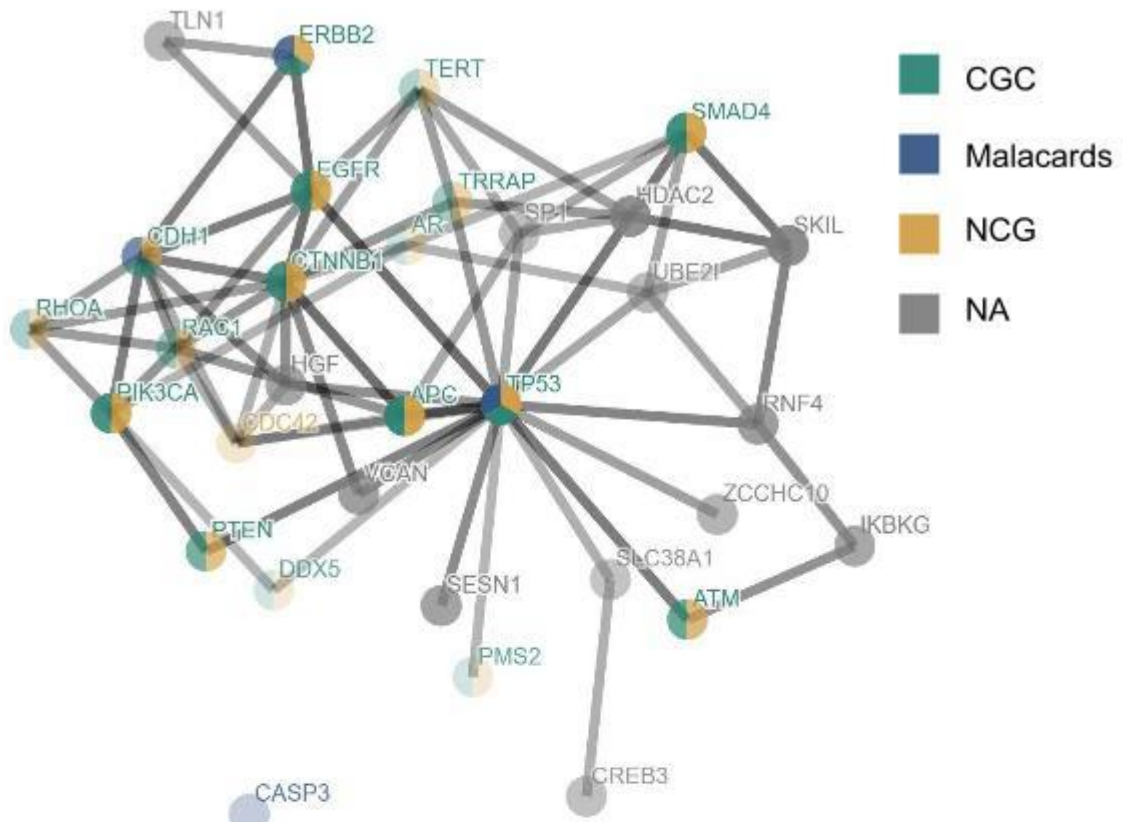 TLN1
ERBB2
TERT
CGC
SMAD4
Malacards
EGFR
TRRAP
HDAC2
SP1
AR
SKIL
NCG
CDH1
CTNNB1
UBE2I
RHOA
RAC1
NA
HGF
PIK3CA
APC
TP53
CDC42
RNF4
VCAN
ZCCHC10
PTEN
IKBKG
DDX5
SESN1
SLC38A1
ATM
PMS2
CREB3
CASP3